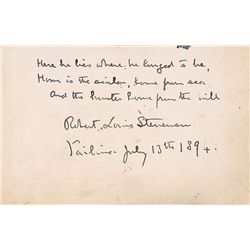 Here he lies where he longed to be,
Home is the sailor, home from sea
And the hunter home from the hill
Robert Louis Stevenson
Vailima July 13th 1894.